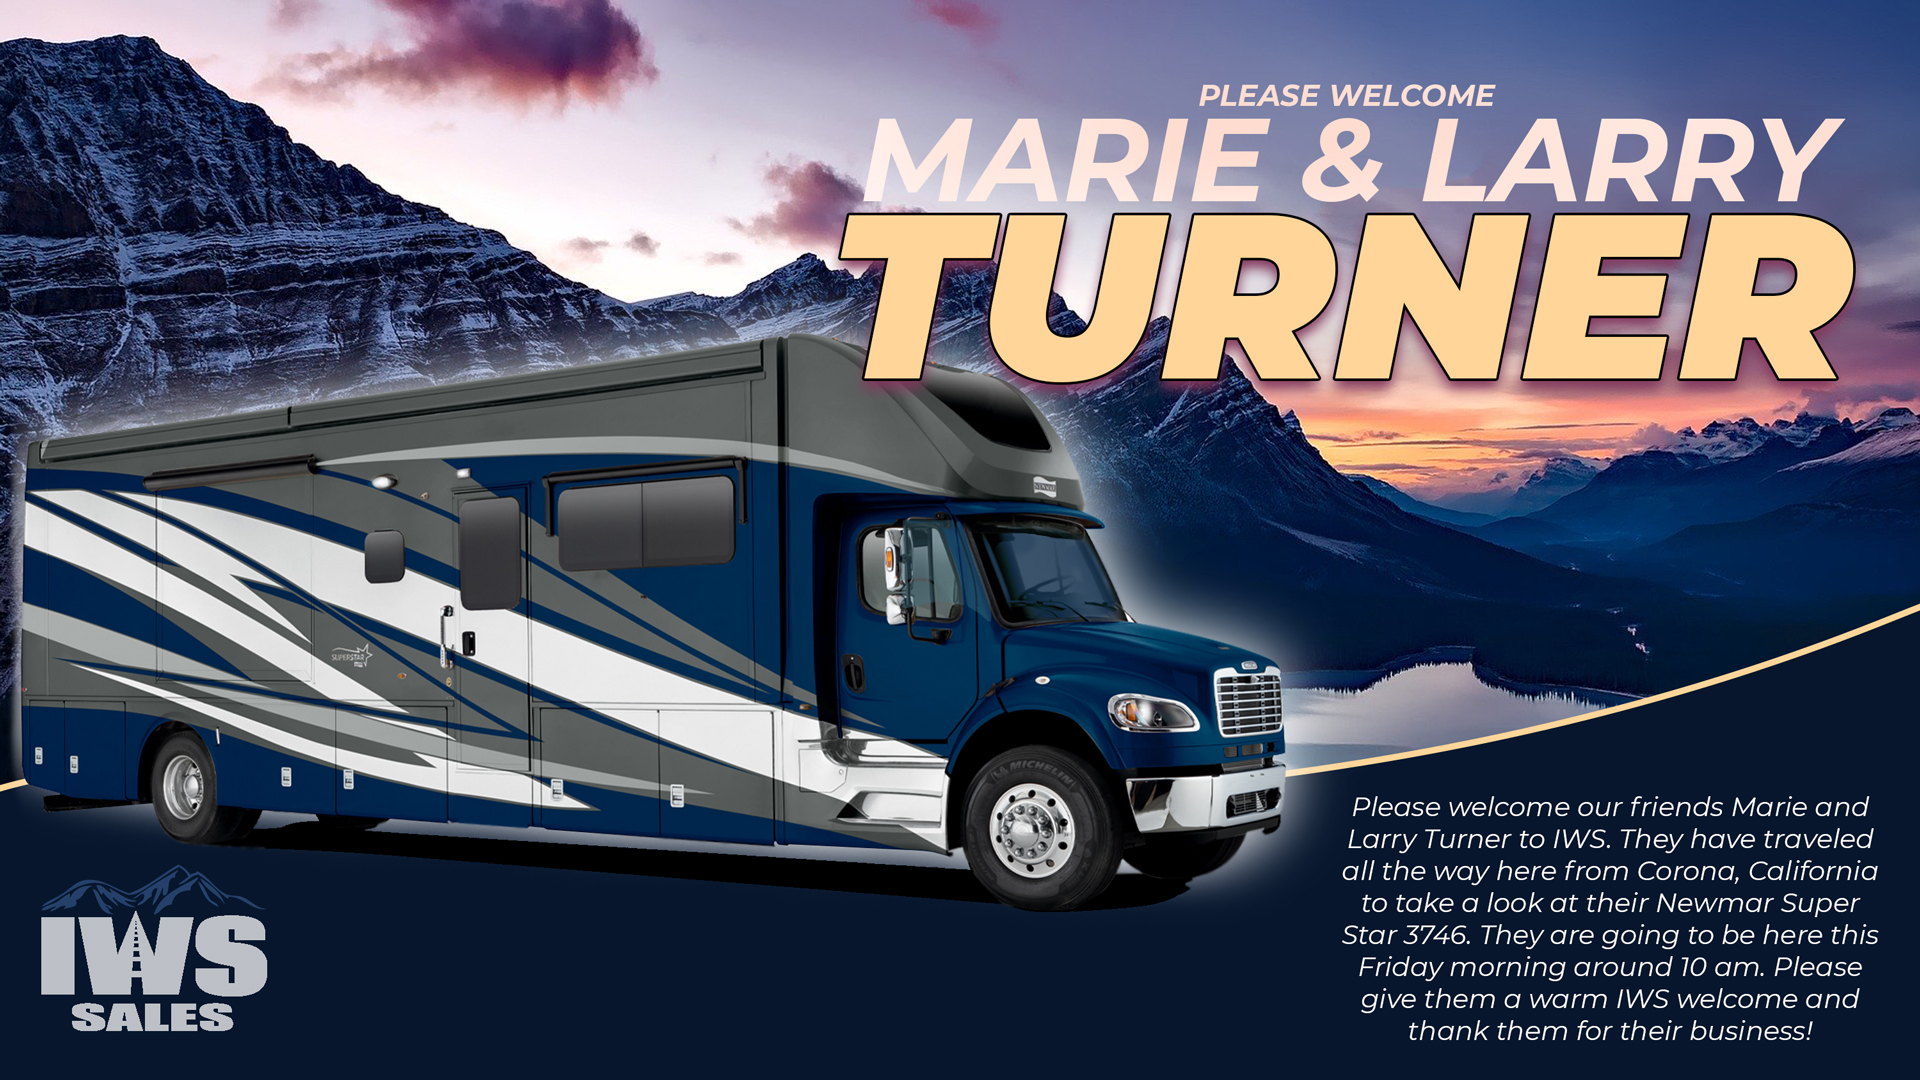 PLEASE WELCOME
MARIE & LARRY
TURNER
NEWMAR
SUPERSTAR
MICHELIN
Please welcome our friends Marie and
Larry Turner to IWS. They have traveled
all the way here from Corona, California
to take a look at their Newmar Super
Star 3746. They are going to be here this
Friday morning around 10 am. Please
give them a warm IWS welcome and
thank them for their business!
IWS
SALES